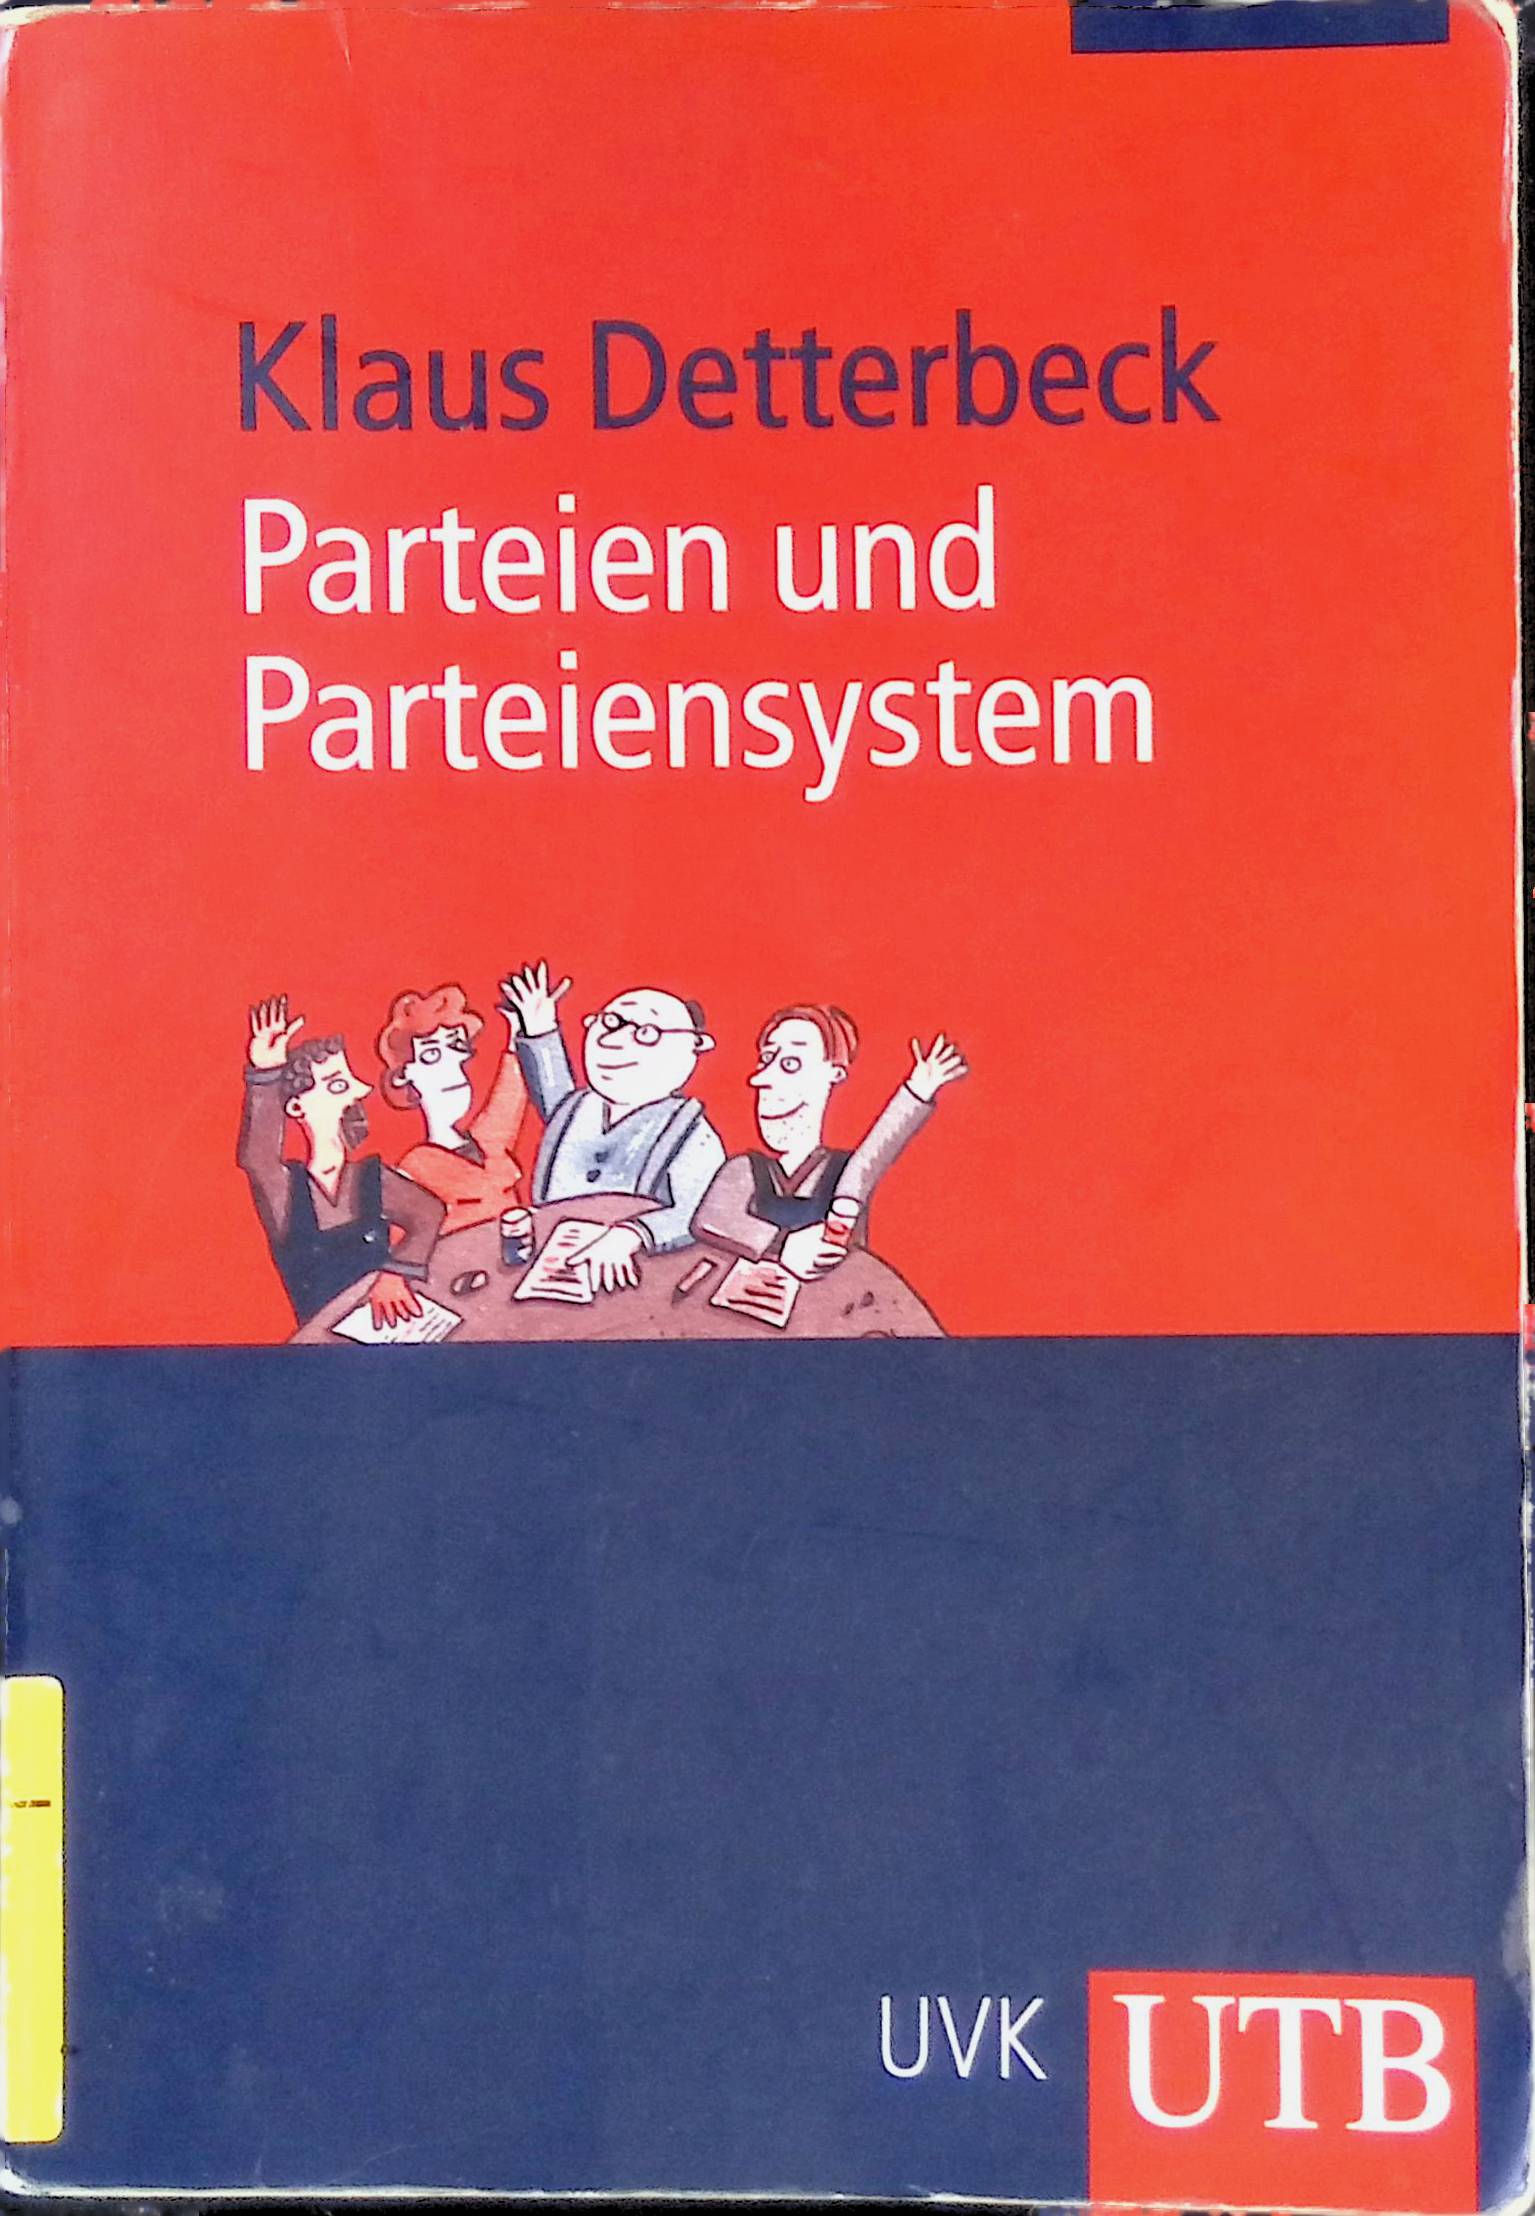 Klaus Detterbeck
Parteien und
Parteiensystem
UVK
UTB